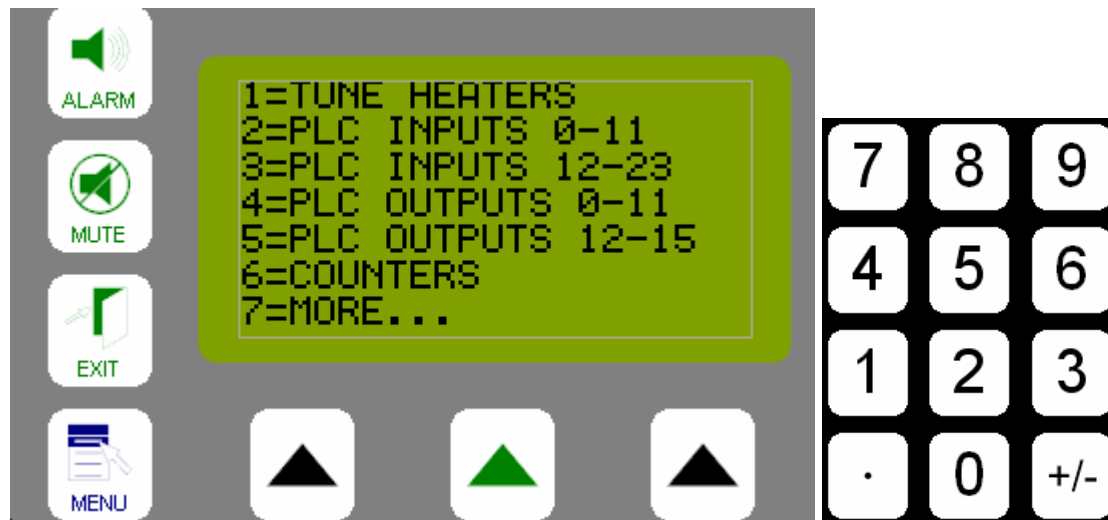 ALARM
MUTE
EXIT
MENU
1=TUNE HEATERS
2=PLC INPUTS 0-11
3=PLC INPUTS 12-23
4=PLC OUTPUTS 0-11
5=PLC OUTPUTS 12-15
6=COUNTERS
7=MORE...
7 8 9
4 5 6
1 2 3
. 0 +/-